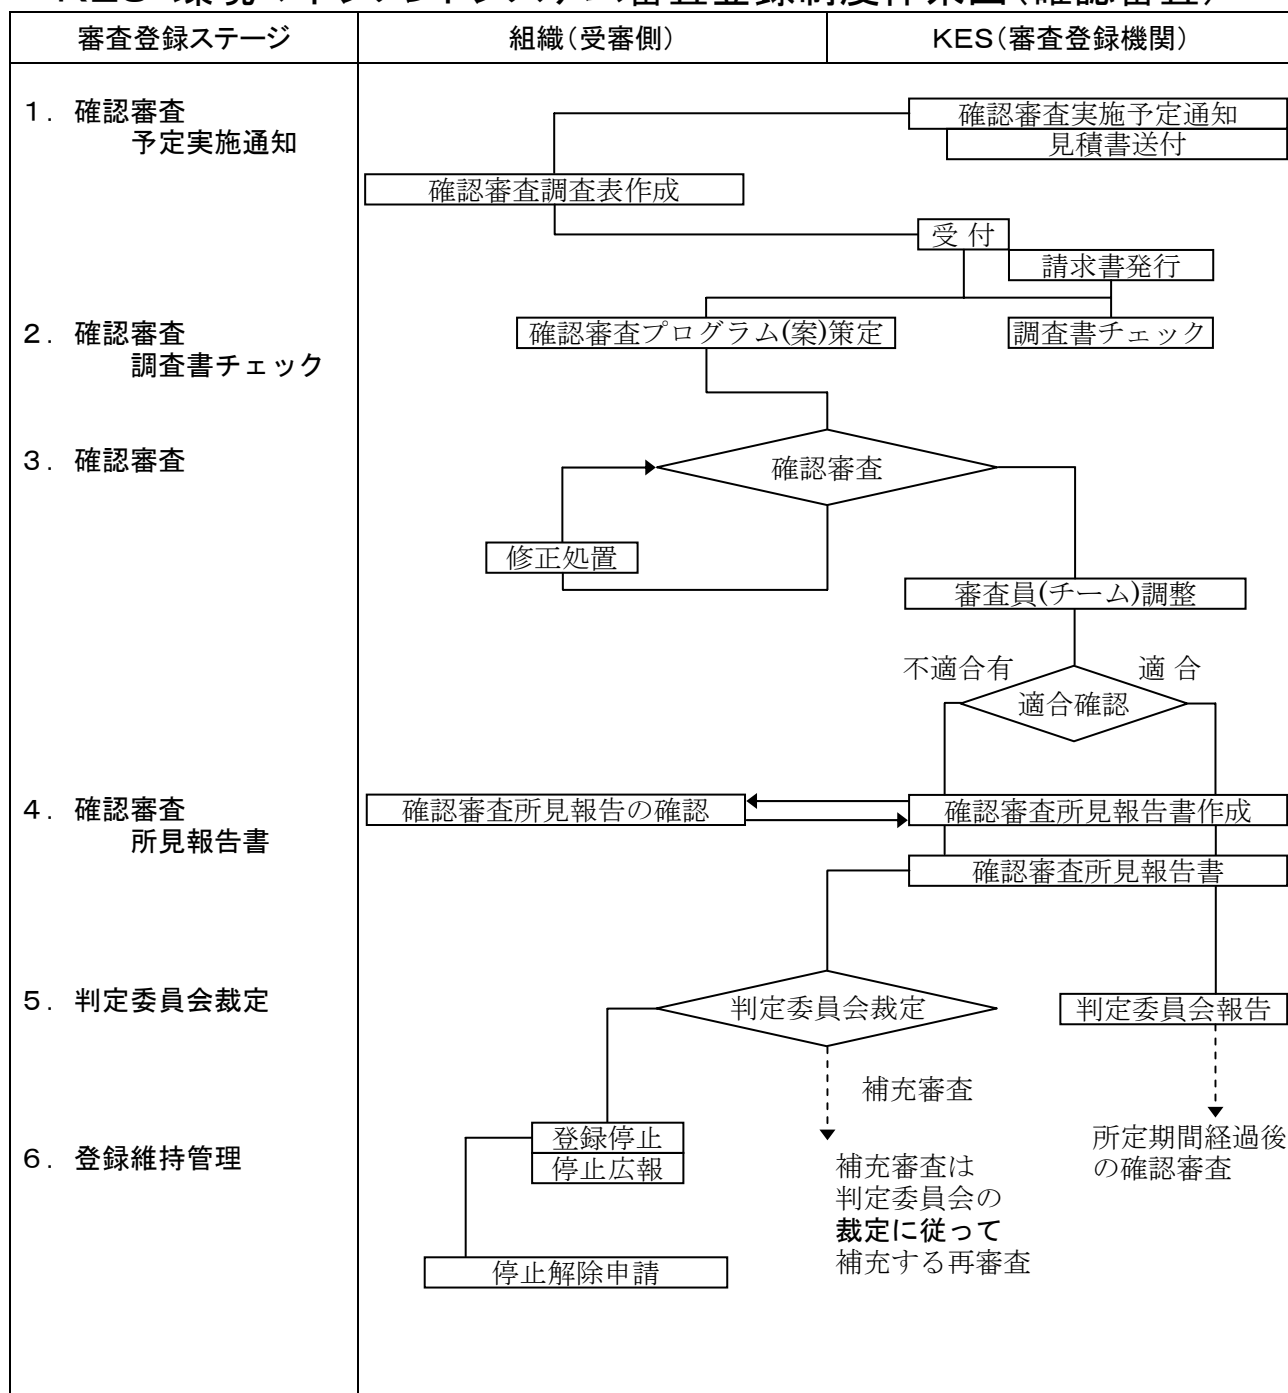 審査登録ステージ
組織（受審側）
KES（審査登録機関）
1．確認審査
予定実施通知
確認審査実施予定通知
見積書送付
確認審査調査表作成
受 付
請求書発行
2．確認審査
調査書チェック
確認審査プログラム(案)策定
調査書チェック
3．確認審査
確認審査
修正処置
審査員(チーム)調整
不適合有
適 合
適合確認
4．確認審査
所見報告書
確認審査所見報告の確認
確認審査所見報告書作成
確認審査所見報告書
5．判定委員会裁定
判定委員会裁定
判定委員会報告
補充審査
6．登録維持管理
登録停止
停止広報
補充審査は
判定委員会の
裁定に従って
補充する再審査
所定期間経過後
の確認審査
停止解除申請